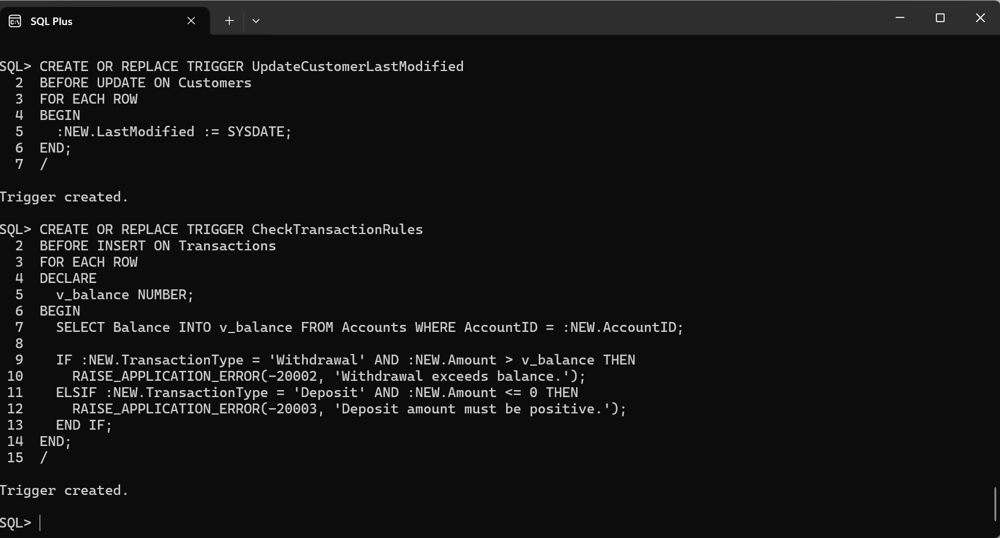 SQL Plus
SQL> CREATE OR REPLACE TRIGGER UpdateCustomerLastModified
  2  BEFORE UPDATE ON Customers
  3  FOR EACH ROW
  4  BEGIN
  5    :NEW.LastModified := SYSDATE;
  6  END;
  7  /
Trigger created.
SQL> CREATE OR REPLACE TRIGGER CheckTransactionRules
  2  BEFORE INSERT ON Transactions
  3  FOR EACH ROW
  4  DECLARE
  5    v_balance NUMBER;
  6  BEGIN
  7    SELECT Balance INTO v_balance FROM Accounts WHERE AccountID = :NEW.AccountID;
  8
  9    IF :NEW.TransactionType = 'Withdrawal' AND :NEW.Amount > v_balance THEN
 10      RAISE_APPLICATION_ERROR(-20002, 'Withdrawal exceeds balance.');
 11    ELSIF :NEW.TransactionType = 'Deposit' AND :NEW.Amount <= 0 THEN
 12      RAISE_APPLICATION_ERROR(-20003, 'Deposit amount must be positive.');
 13    END IF;
 14  END;
 15  /
Trigger created.
SQL>